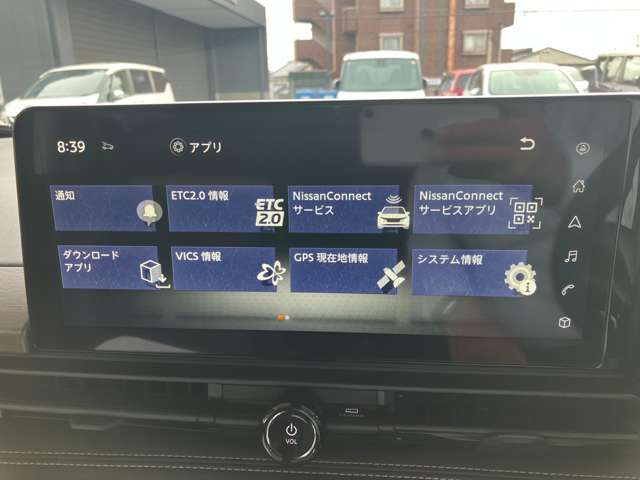 8:39
アプリ
通知
ETC2.0 情報
ETC
2.0
NissanConnect
サービス
NissanConnect
サービスアプリ
ダウンロード
アプリ
VICS 情報
GPS 現在地情報
システム情報
VOL